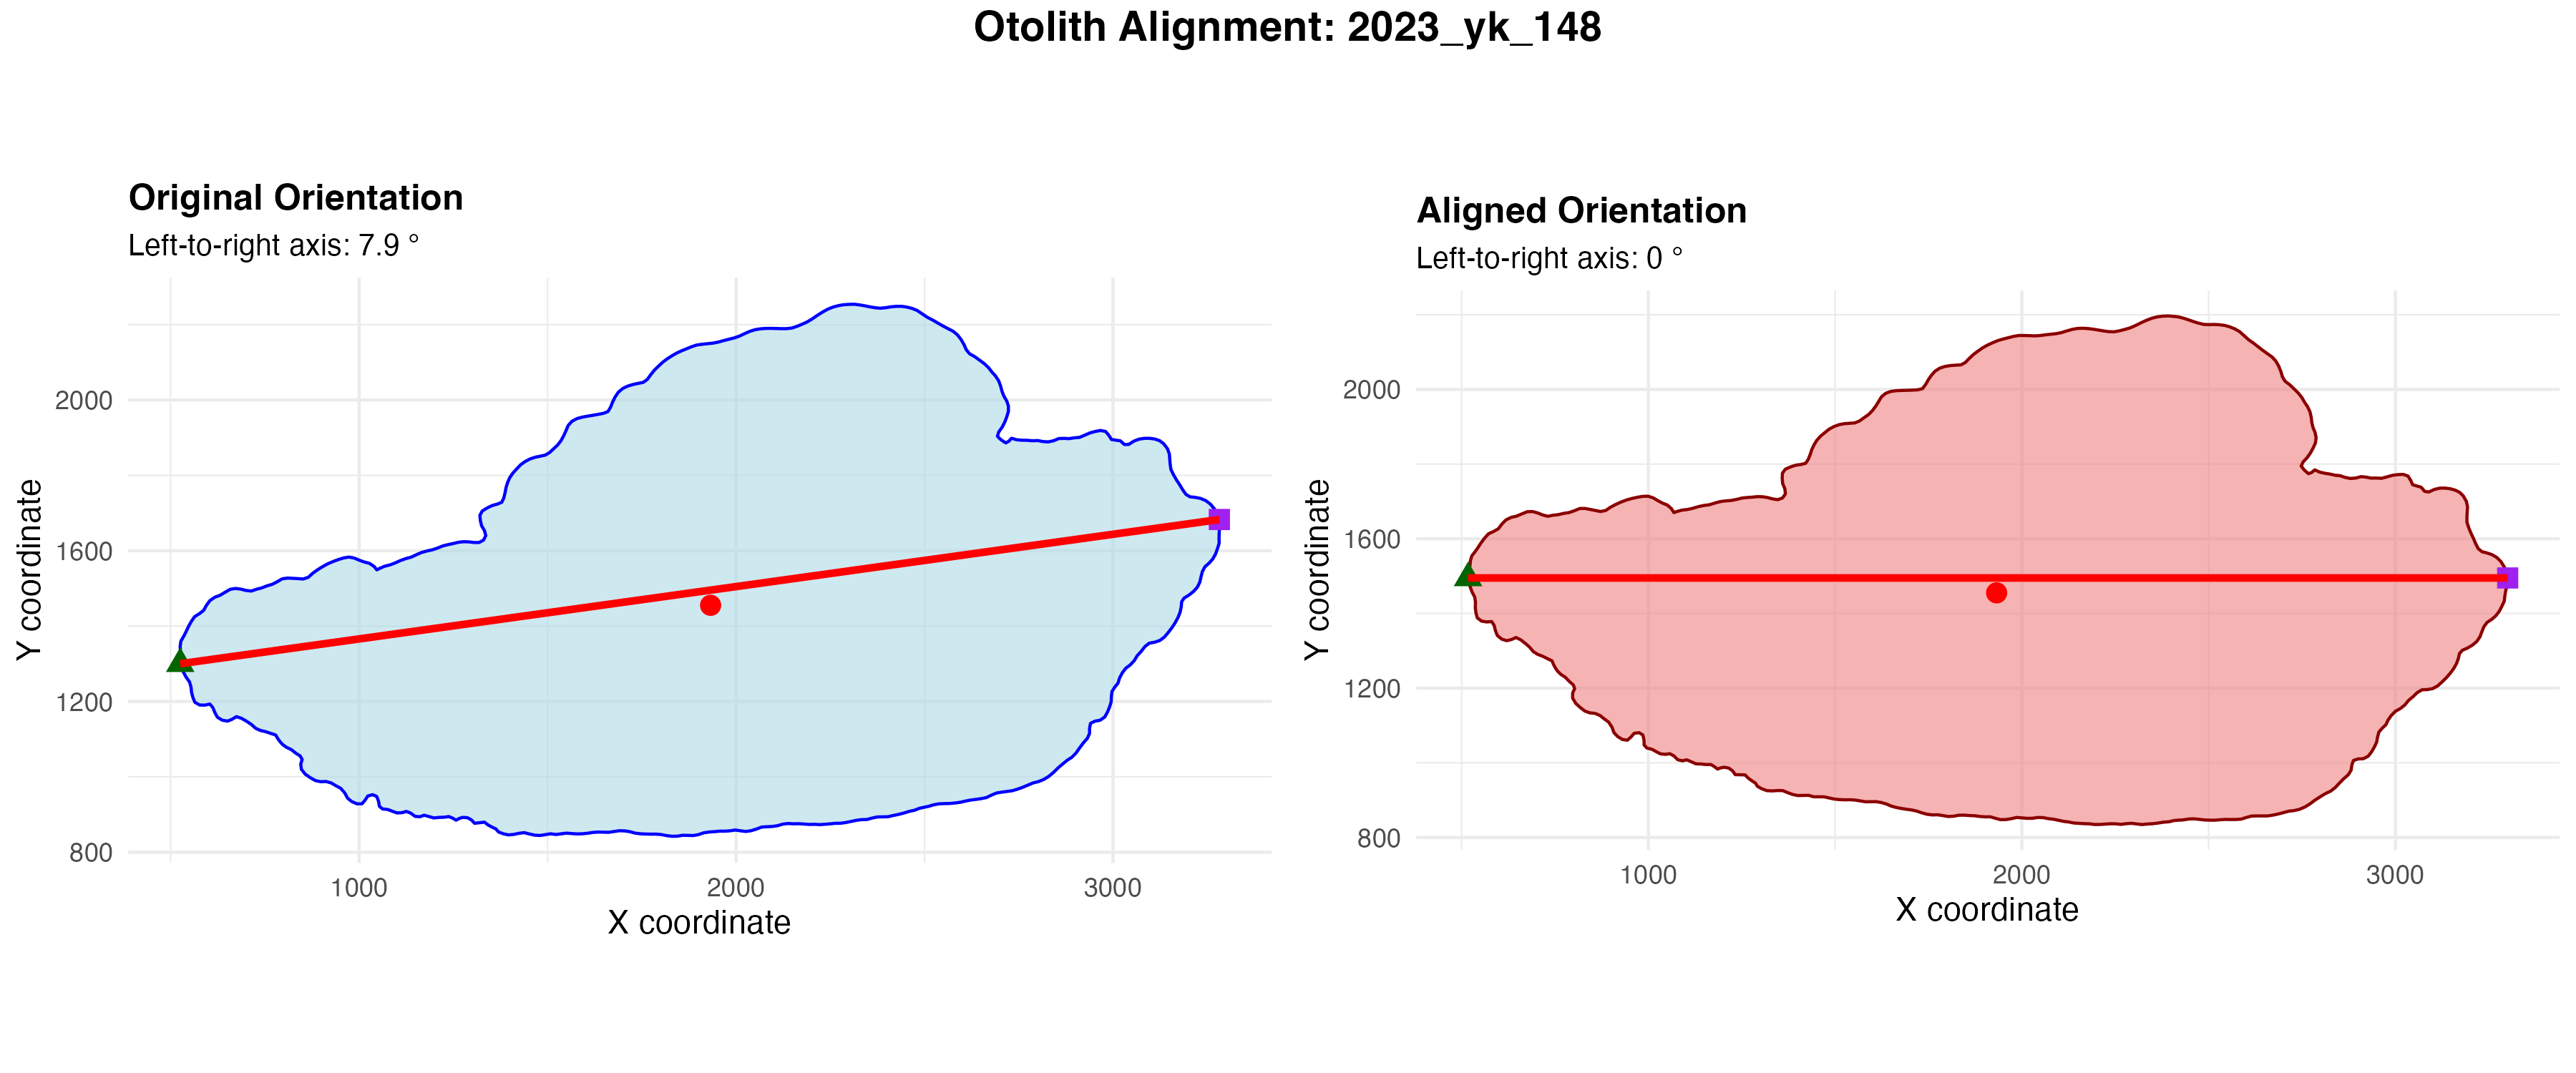 Otolith Alignment: 2023_yk_148
Original Orientation
Left-to-right axis: 7.9 °
Y coordinate
2000
1600
1200
800
1000
2000
3000
X coordinate
Aligned Orientation
Left-to-right axis: 0 °
Y coordinate
2000
1600
1200
800
1000
2000
3000
X coordinate